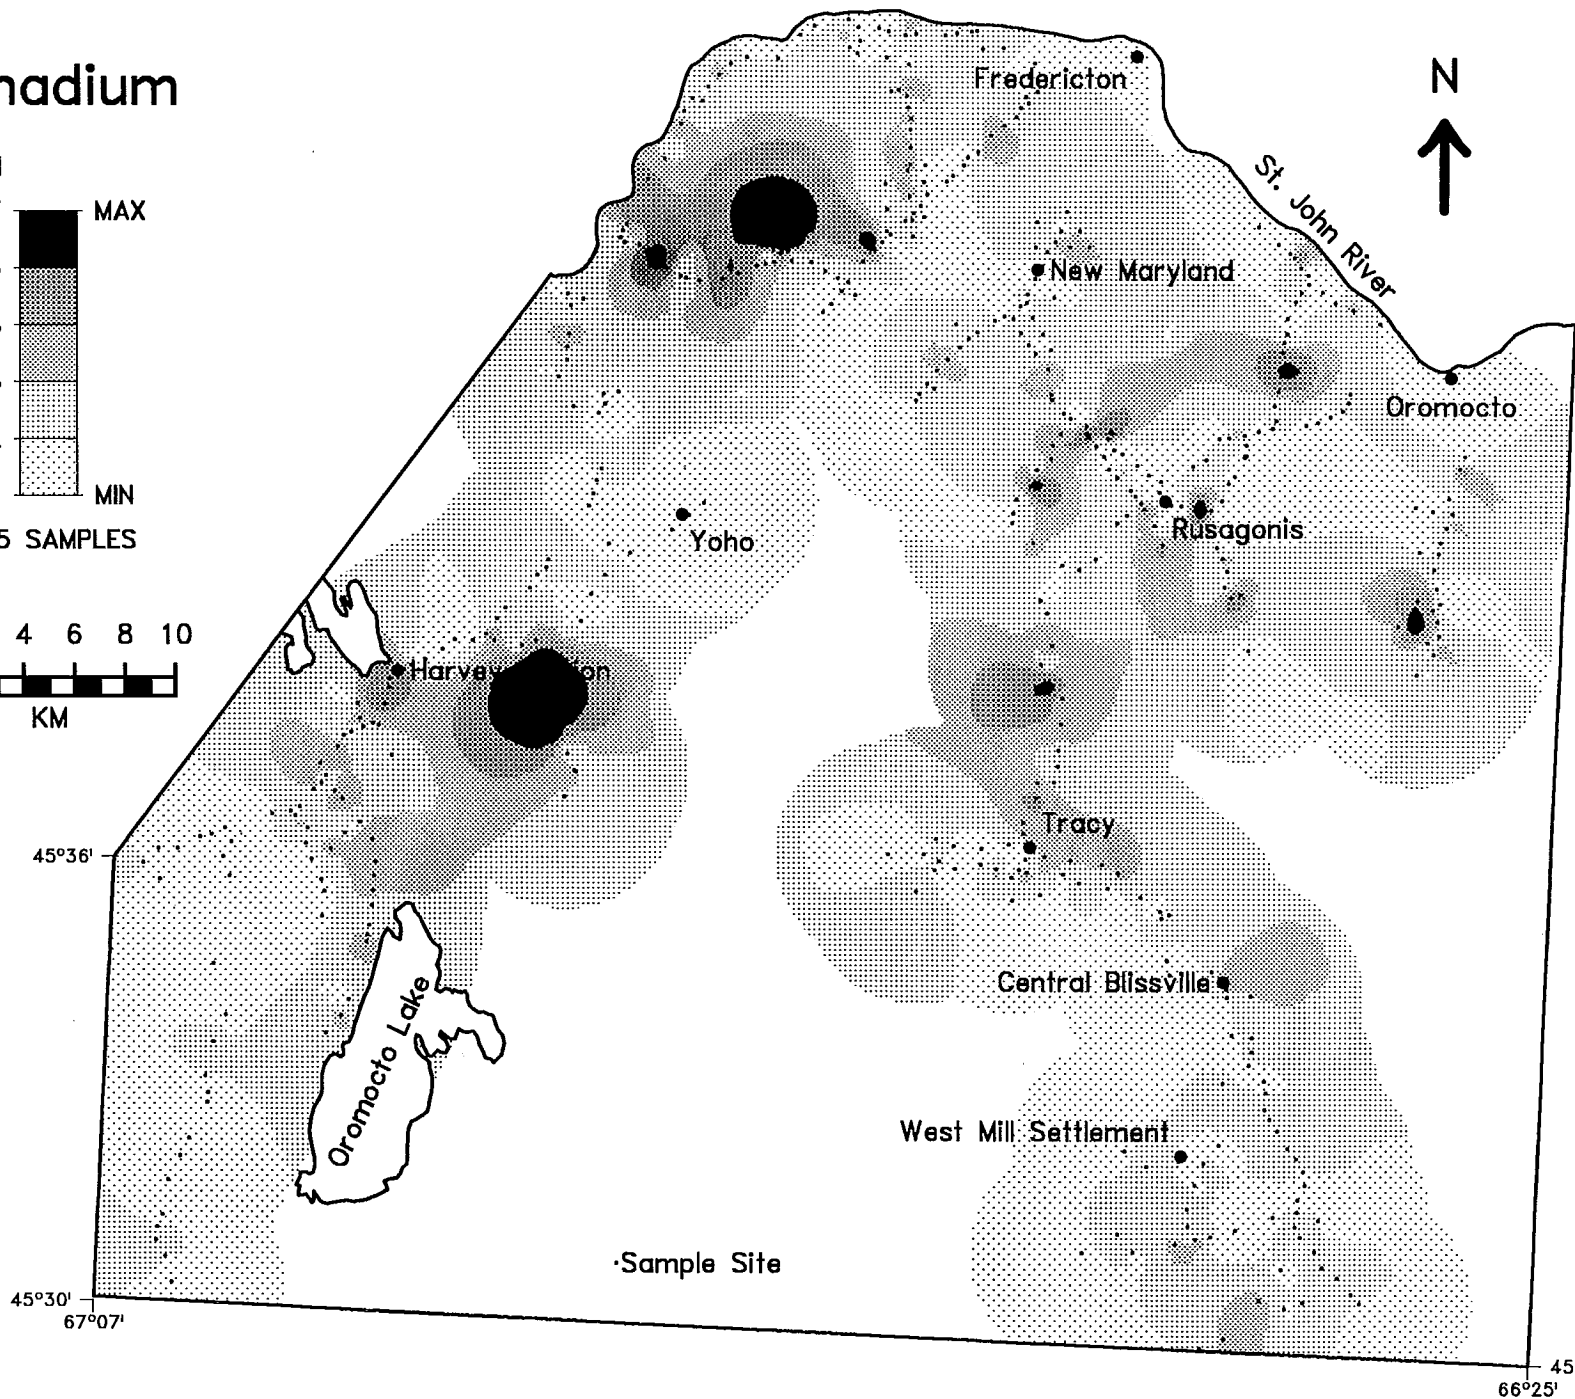 nadium
MAX
MIN
5 SAMPLES
4 6 8 10
KM
N
Fredericton
St. John River
New Maryland
Oromocto
Rusagonis
Yoho
Harvey
Tracy
45°36'
Central Blissville
Oromocto Lake
West Mill Settlement
Sample Site
45°30'
67°07'
45
66°25'